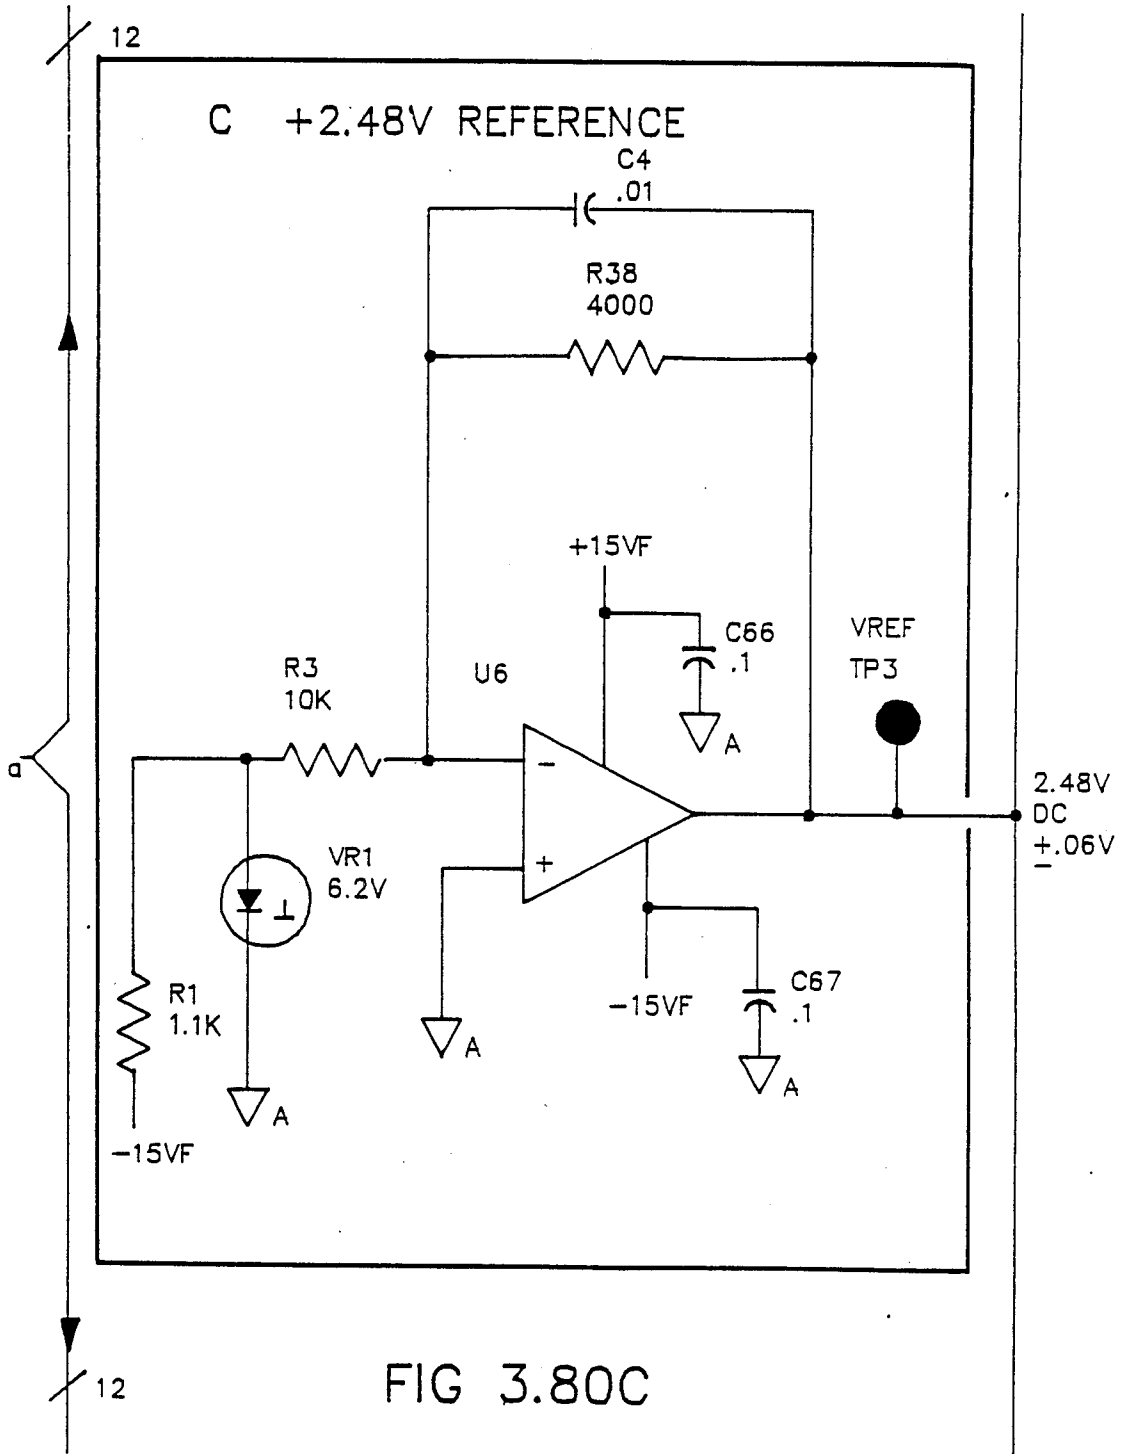 12
C +2.48V REFERENCE
C4
.01
R38
4000
+15VF
C66
.1
A
VREF
TP3
R3
10K
U6
a
-
+
2.48V
DC
±.06V
VR1
6.2V
R1
1.1K
-15VF
A
A
-15VF
C67
.1
A
12
FIG 3.80C